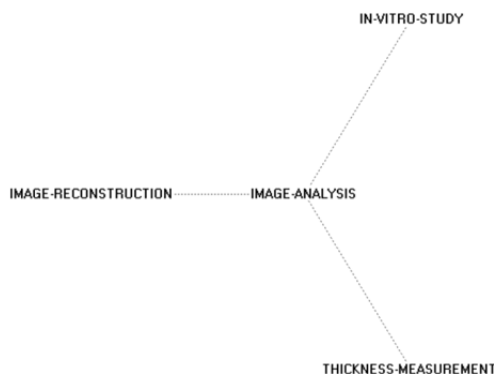 IN-VITRO-STUDY
IMAGE-RECONSTRUCTION IMAGE-ANALYSIS
THICKNESS-MEASUREMENT